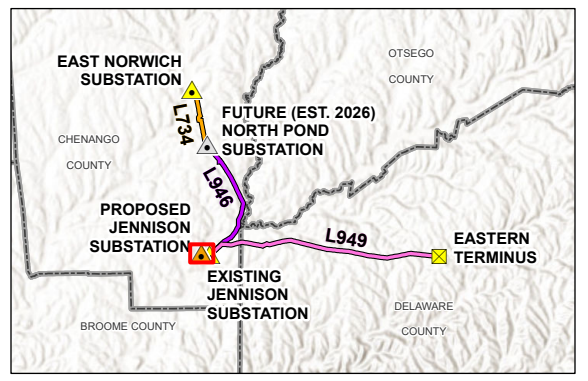 OTSEGO
COUNTY
EAST NORWICH
SUBSTATION
L734
FUTURE (EST. 2026)
NORTH POND
SUBSTATION
CHENANGO
COUNTY
L946
PROPOSED
JENNISON
SUBSTATION
L949
EASTERN
TERMINUS
EXISTING
JENNISON
SUBSTATION
DELAWARE
COUNTY
BROOME COUNTY